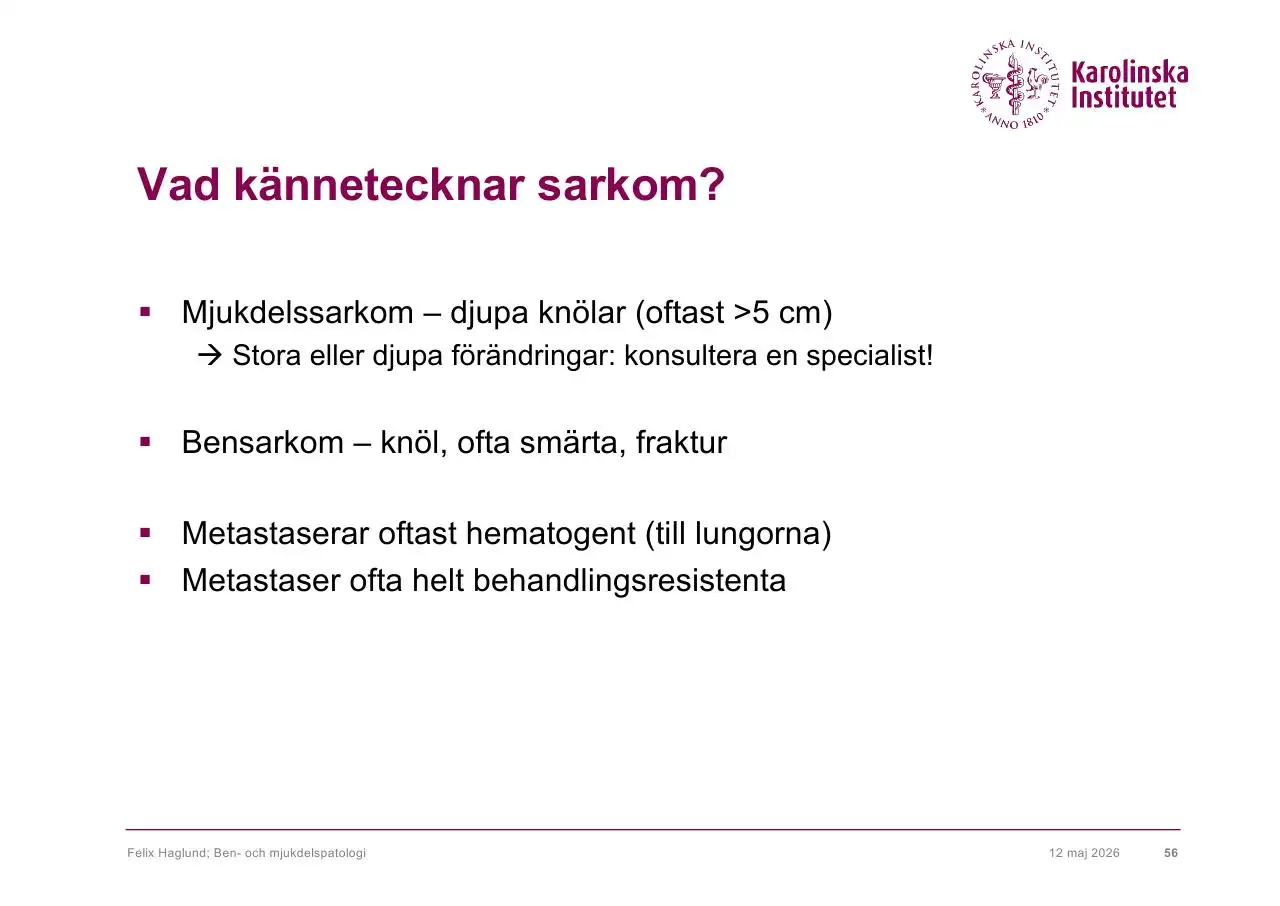 KAROLINSKA INSTITUTET
ANNO 1810
Karolinska
Institutet
Vad kännetecknar sarkom?
▪ Mjukdelssarkom – djupa knölar (oftast >5 cm)
→ Stora eller djupa förändringar: konsultera en specialist!
▪ Bensarkom – knöl, ofta smärta, fraktur
▪ Metastaserar oftast hematogent (till lungorna)
▪ Metastaser ofta helt behandlingsresistenta
Felix Haglund; Ben- och mjukdelspatologi 12 maj 2026 56